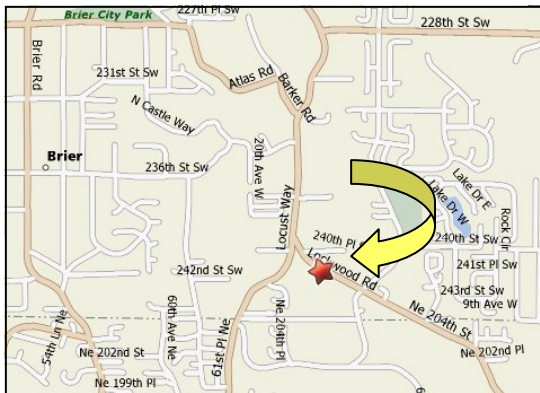 Brier City Park
227th Pl Sw
228th St Sw
Brier Rd
231st St Sw
Atlas Rd
Barker Rd
N Castle Way
Brier
236th St Sw
20th Ave W
Locust Way
Lake Dr E
Lake Dr W
Rock Cir
240th Pl S
240th St Sw
Lockwood Rd
241st Pl Sw
242nd St Sw
243rd St Sw
9th Ave W
60th Ave Ne
61st Pl Ne
Ne 204th Pl
Ne 204th St
54th Ln Ne
Ne 202nd St
Ne 202nd Pl
Ne 199th Pl
6